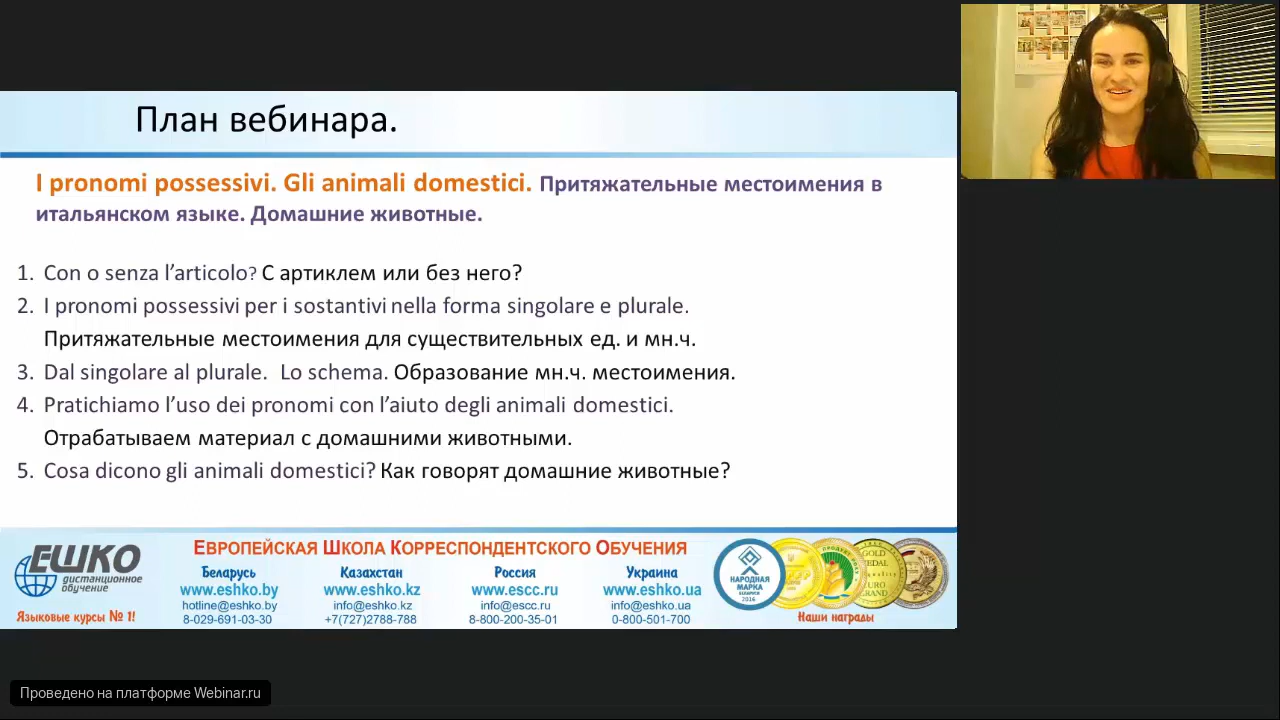 План вебинара.
I pronomi possessivi. Gli animali domestici. Притяжательные местоимения в
итальянском языке. Домашние животные.
1. Con o senza l’articolo? С артиклем или без него?
2. I pronomi possessivi per i sostantivi nella forma singolare e plurale.
Притяжательные местоимения для существительных ед. и мн.ч.
3. Dal singolare al plurale. Lo schema. Образование мн.ч. местоимения.
4. Pratichiamo l’uso dei pronomi con l’aiuto degli animali domestici.
Отрабатываем материал с домашними животными.
5. Cosa dicono gli animali domestici? Как говорят домашние животные?
ЕШКО
дистанционное
обучение
Языковые курсы № 1!
ЕВРОПЕЙСКАЯ ШКОЛА КОРРЕСПОНДЕНТСКОГО ОБУЧЕНИЯ
Беларусь
www.eshko.by
hotline@eshko.by
8-029-691-03-30
Казахстан
www.eshko.kz
info@eshko.kz
+7(727)2788-788
Россия
www.escc.ru
info@escc.ru
8-800-200-35-01
Украина
www.eshko.ua
info@eshko.ua
0-800-501-700
НАРОДНАЯ
МАРКА
БЕЛАРУСИ
2016
GOLD
MEDAL
Наши награды
Проведено на платформе Webinar.ru